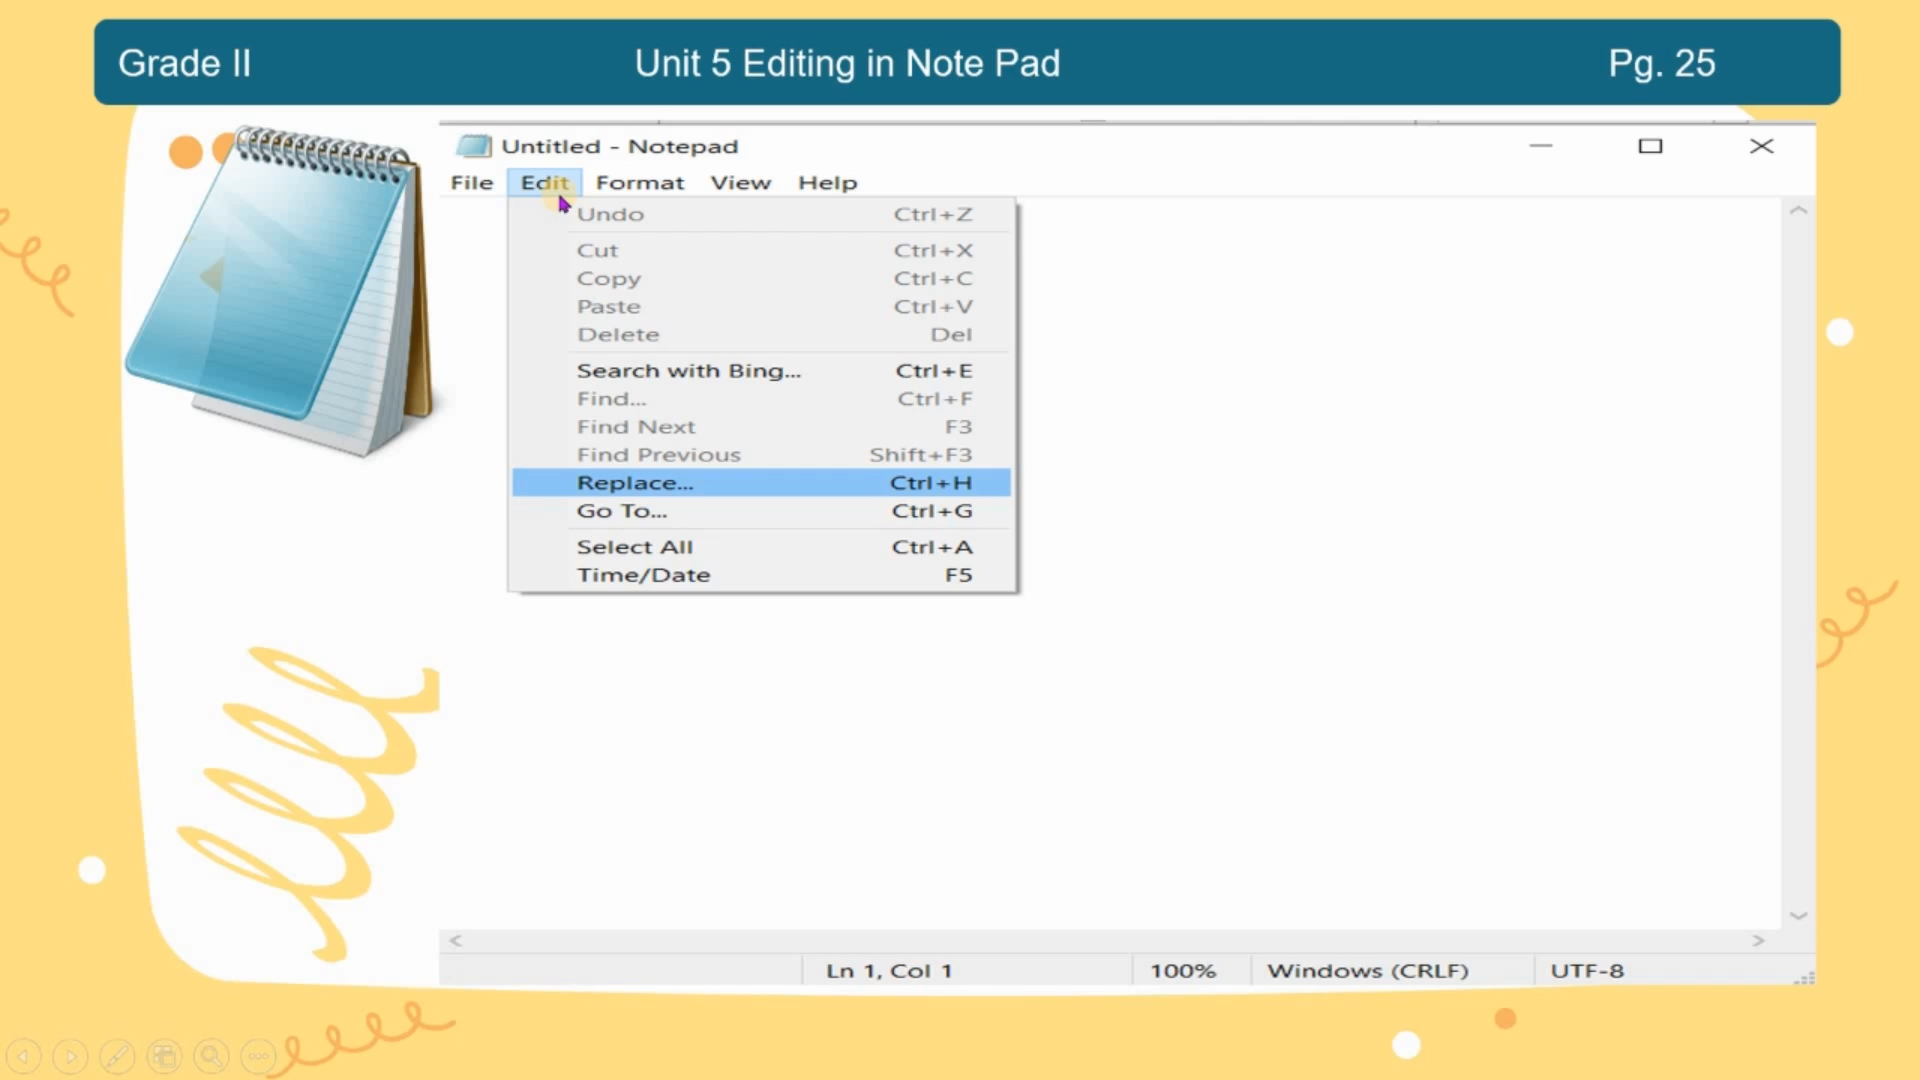 Grade II Unit 5 Editing in Note Pad Pg. 25
Untitled - Notepad
File Edit Format View Help
Undo Ctrl+Z
Cut Ctrl+X
Copy Ctrl+C
Paste Ctrl+V
Delete Del
Search with Bing... Ctrl+E
Find... Ctrl+F
Find Next F3
Find Previous Shift+F3
Replace... Ctrl+H
Go To... Ctrl+G
Select All Ctrl+A
Time/Date F5
Ln 1, Col 1 100% Windows (CRLF) UTF-8